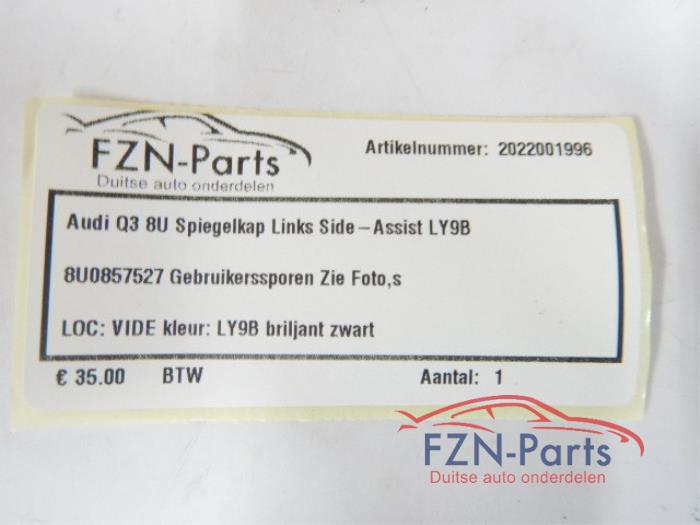 FZN-Parts
Duitse auto onderdelen
Artikelnummer: 2022001996
Audi Q3 8U Spiegelkap Links Side-Assist LY9B
8U0857527 Gebruikerssporen Zie Foto,s
LOC: VIDE kleur: LY9B briljant zwart
€ 35.00 BTW Aantal: 1
FZN-Parts
Duitse auto onderdelen